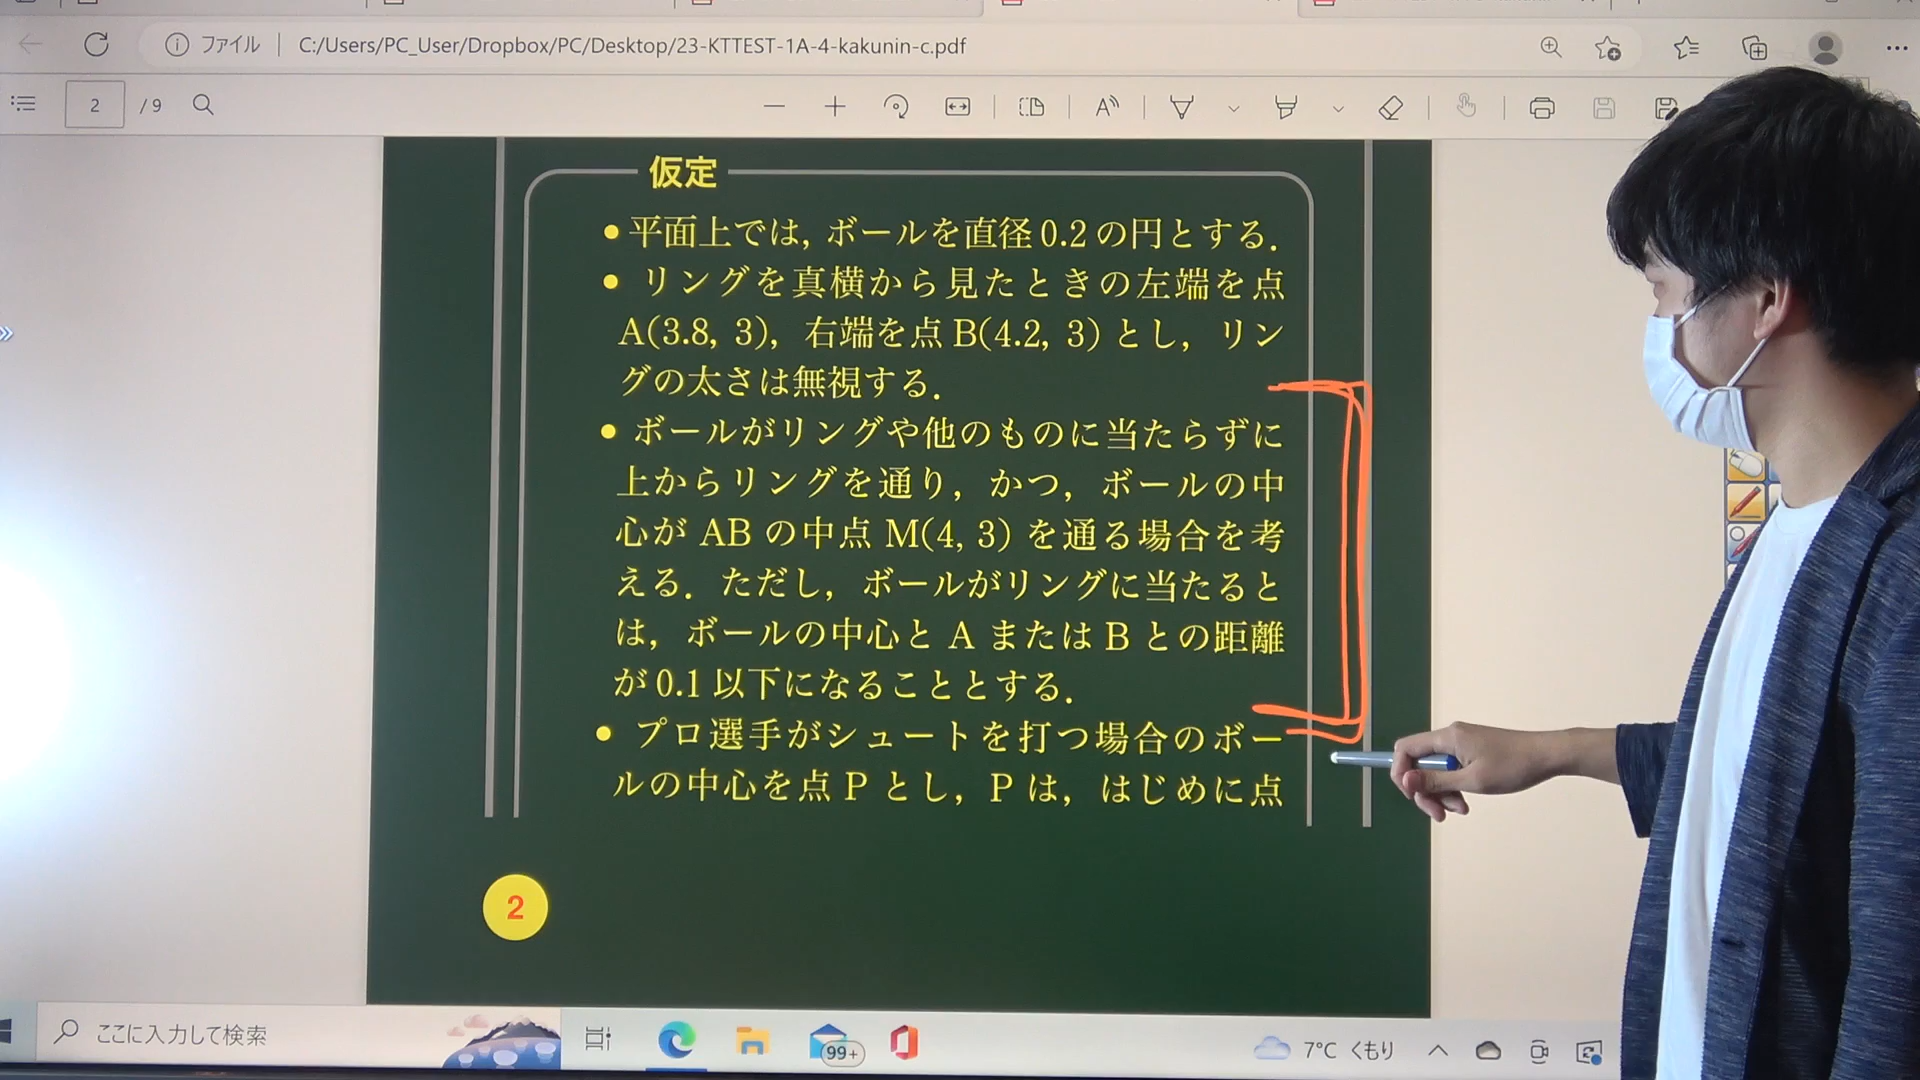 ファイル
C:/Users/PC_User/Dropbox/PC/Desktop/23-KTTEST-1A-4-kakunin-c.pdf
2 / 9
仮定
● 平面上では, ボールを直径 0.2 の円とする.
● リングを真横から見たときの左端を点
A(3.8, 3), 右端を点 B(4.2, 3) とし, リン
グの太さは無視する.
● ボールがリングや他のものに当たらずに
上からリングを通り, かつ, ボールの中
心が AB の中点 M(4, 3) を通る場合を考
える. ただし, ボールがリングに当たると
は, ボールの中心と A または B との距離
が 0.1 以下になることとする.
● プロ選手がシュートを打つ場合のボー
ルの中心を点 P とし, P は, はじめに点
2
ここに入力して検索
99+
7°C くもり